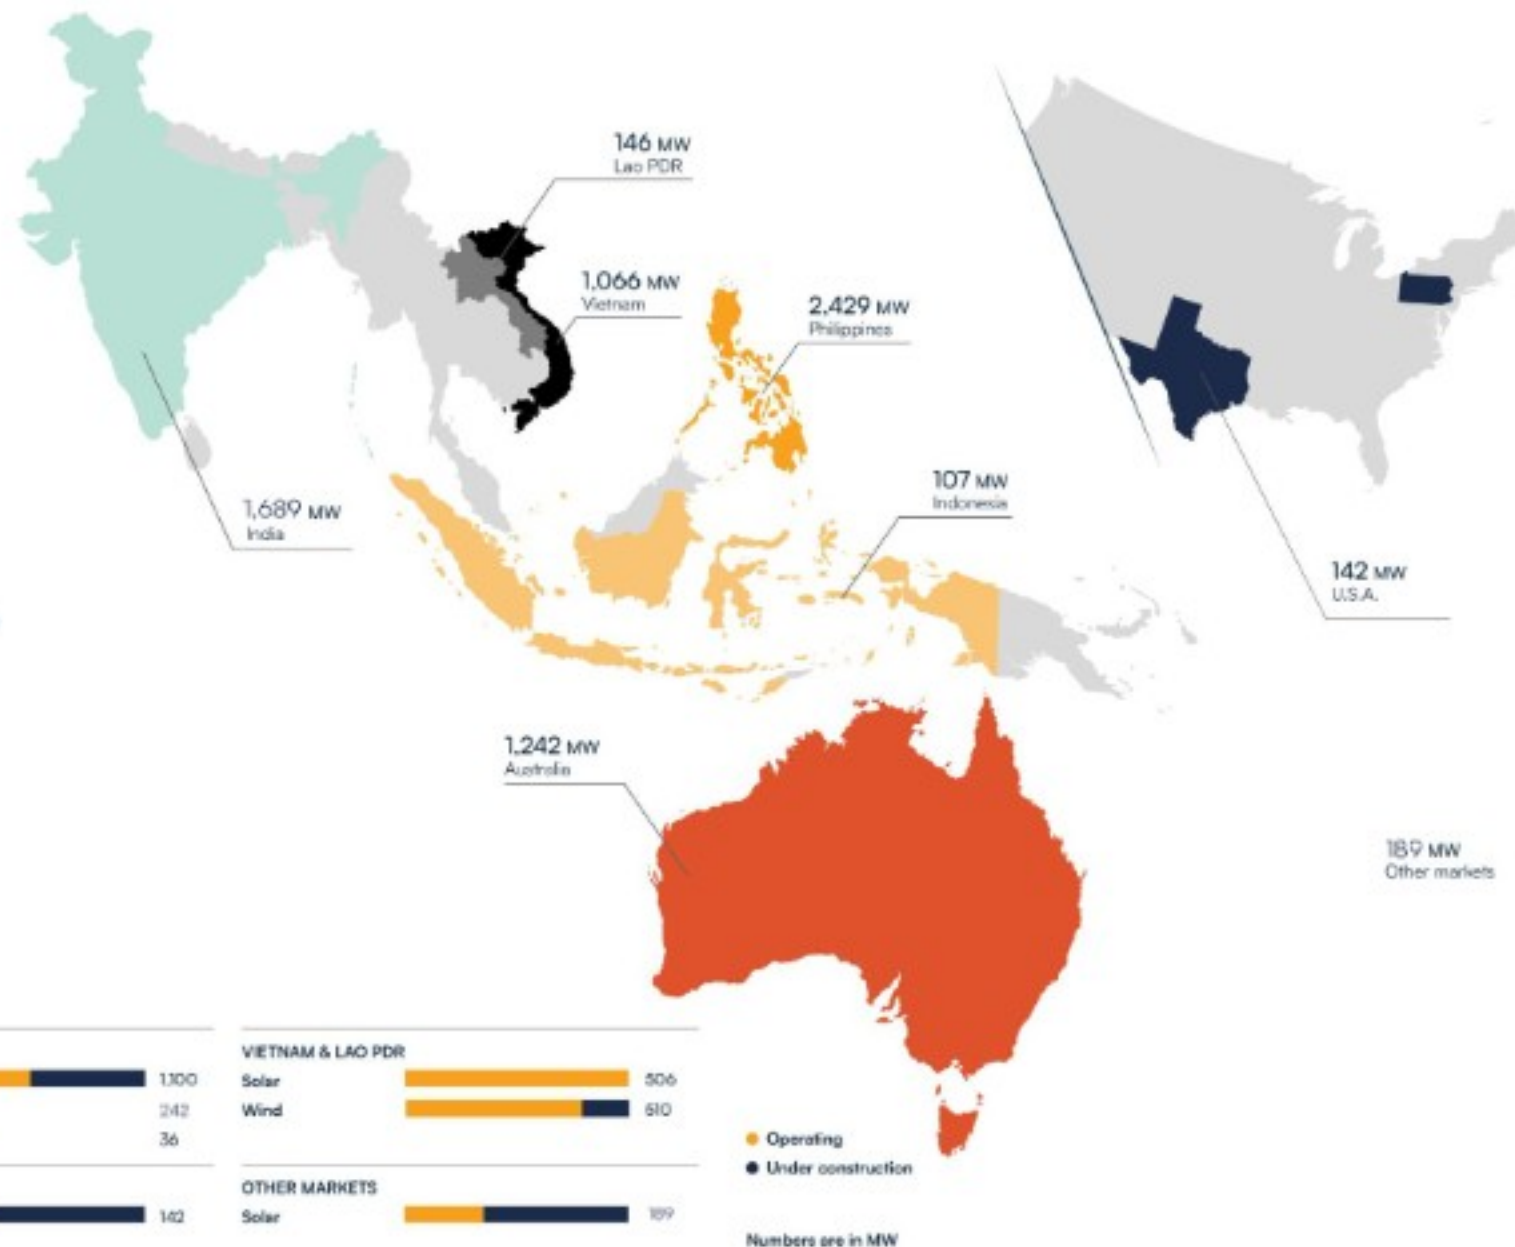 146 MW
Lao PDR
1,066 MW
Vietnam
2,429 MW
Philippines
107 MW
Indonesia
1,689 MW
India
142 MW
U.S.A.
1,242 MW
Australia
189 MW
Other markets
1,100
242
36
142
VIETNAM & LAO PDR
Solar 506
Wind 510
OTHER MARKETS
Solar 189
Operating
Under construction
Numbers are in MW